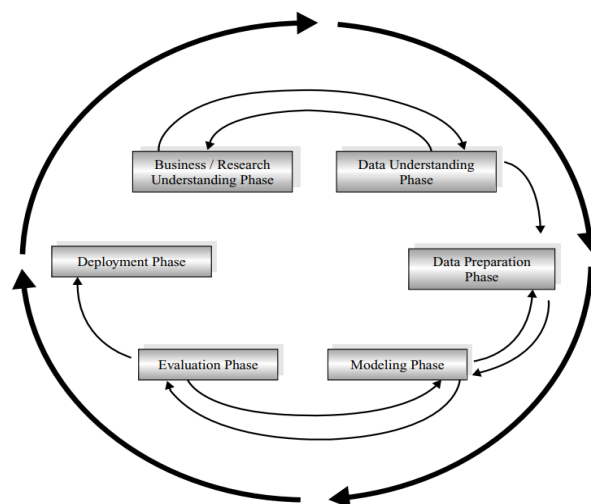 Business / Research
Understanding Phase
Data Understanding
Phase
Deployment Phase
Data Preparation
Phase
Evaluation Phase
Modeling Phase